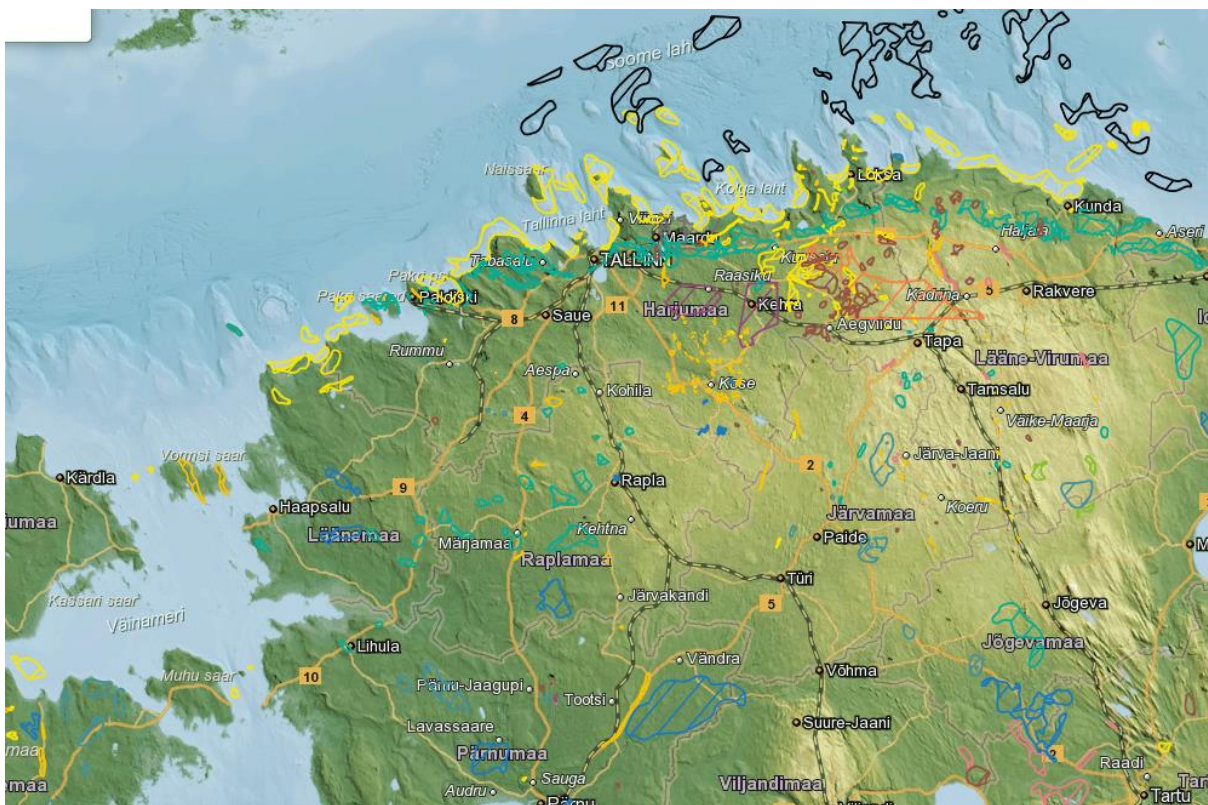 Soome laht
Naissaar
Kolga laht
Loksa
Tallinna laht
Kunda
Maardu
Haljala
Aseri
Tabasalu
TALLINN
Raasiku
Paldiski
Harjumaa
Kehra
Kadrina
5
Rakvere
8
Saue
11
Aegviidu
Tapa
Rummu
Lääne-Virumaa
Aespa
Kohila
Kose
Tamsalu
4
Väike-Maarja
Vormsi saar
Järva-Jaani
2
Kärdla
9
Rapla
Haapsalu
Koeru
Järvamaa
Läänemaa
Kehtna
Märjamaa
Paide
Raplamaa
Türi
Kassari saar
Järvakandi
5
Jõgeva
Väinameri
Jõgevamaa
Lihula
Vändra
Võhma
10
Muhu saar
Pärnu-Jaagupi
Tootsi
Lavassaare
Suure-Jaani
Pärnumaa
Raadi
Sauga
Viljandimaa
Audru
Pärnu
Tartu